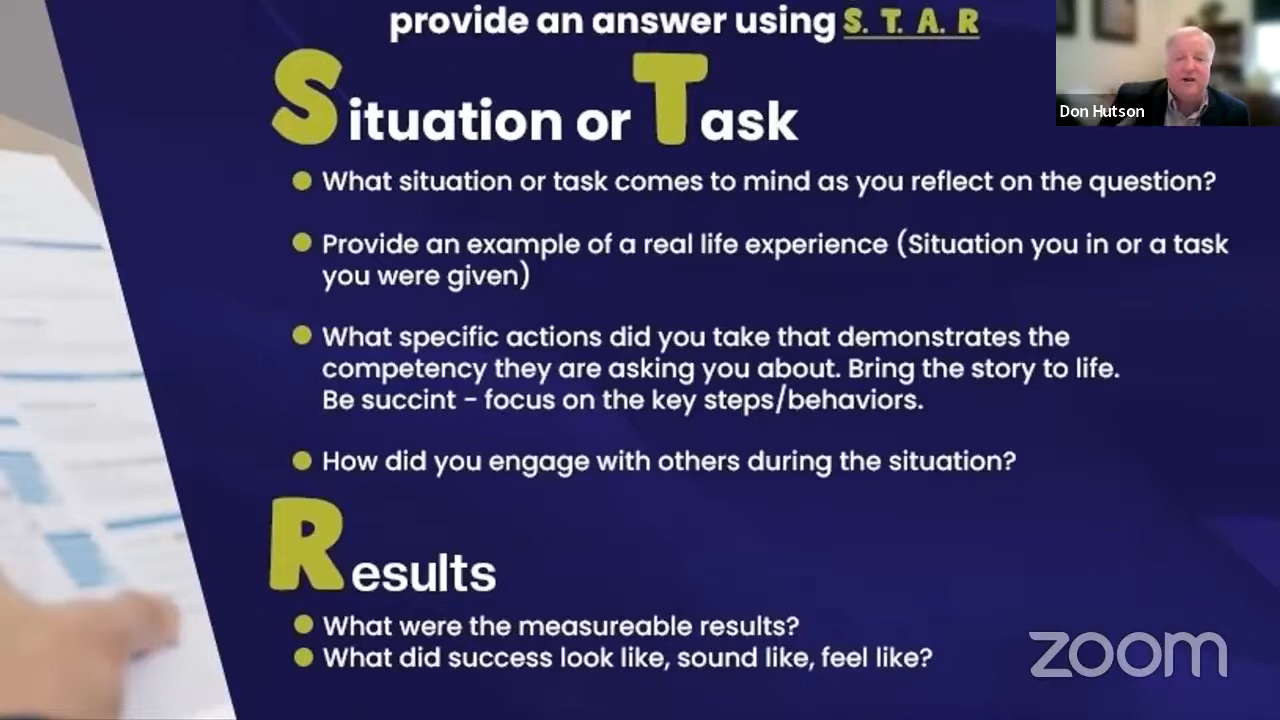 provide an answer using S. T. A. R
Situation or Task
What situation or task comes to mind as you reflect on the question?
Provide an example of a real life experience (Situation you in or a task
you were given)
What specific actions did you take that demonstrates the
competency they are asking you about. Bring the story to life.
Be succint - focus on the key steps/behaviors.
How did you engage with others during the situation?
Results
What were the measureable results?
What did success look like, sound like, feel like?
Don Hutson
zoom